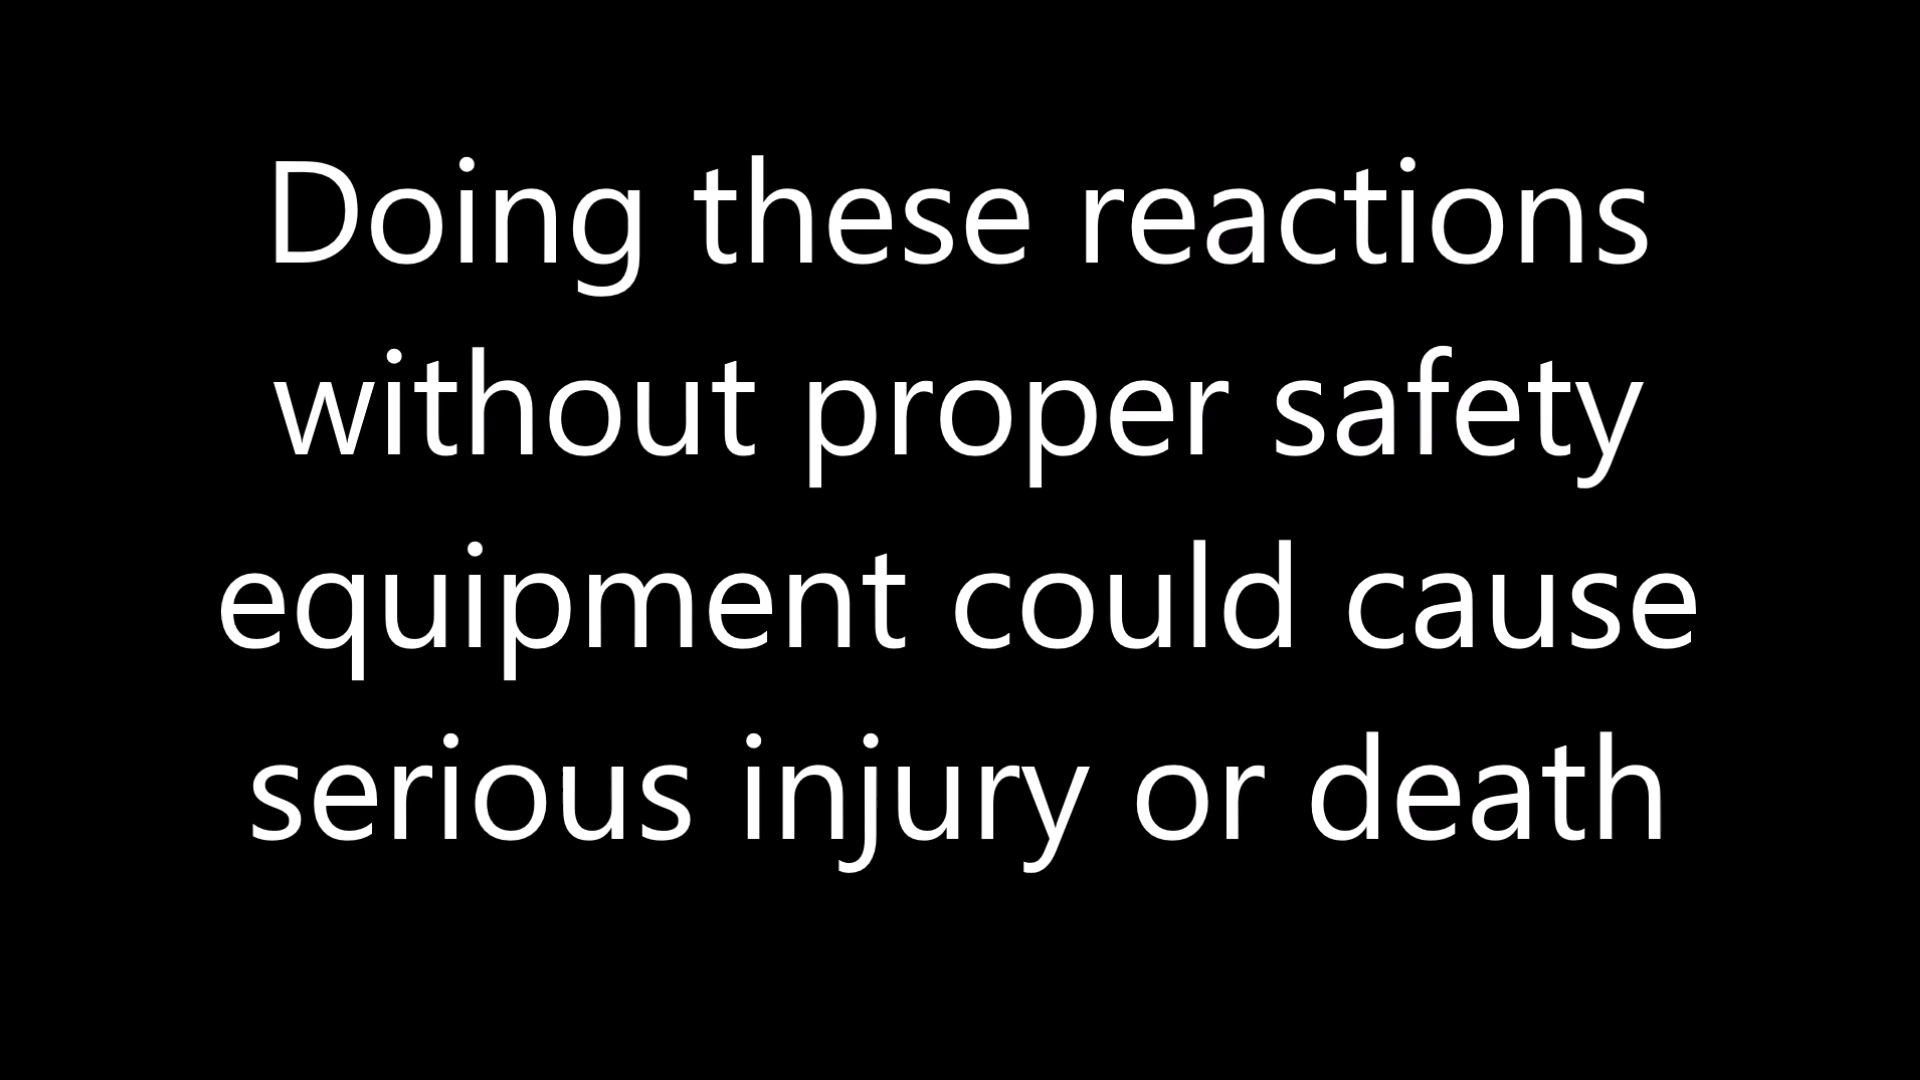 Doing these reactions
without proper safety
equipment could cause
serious injury or death